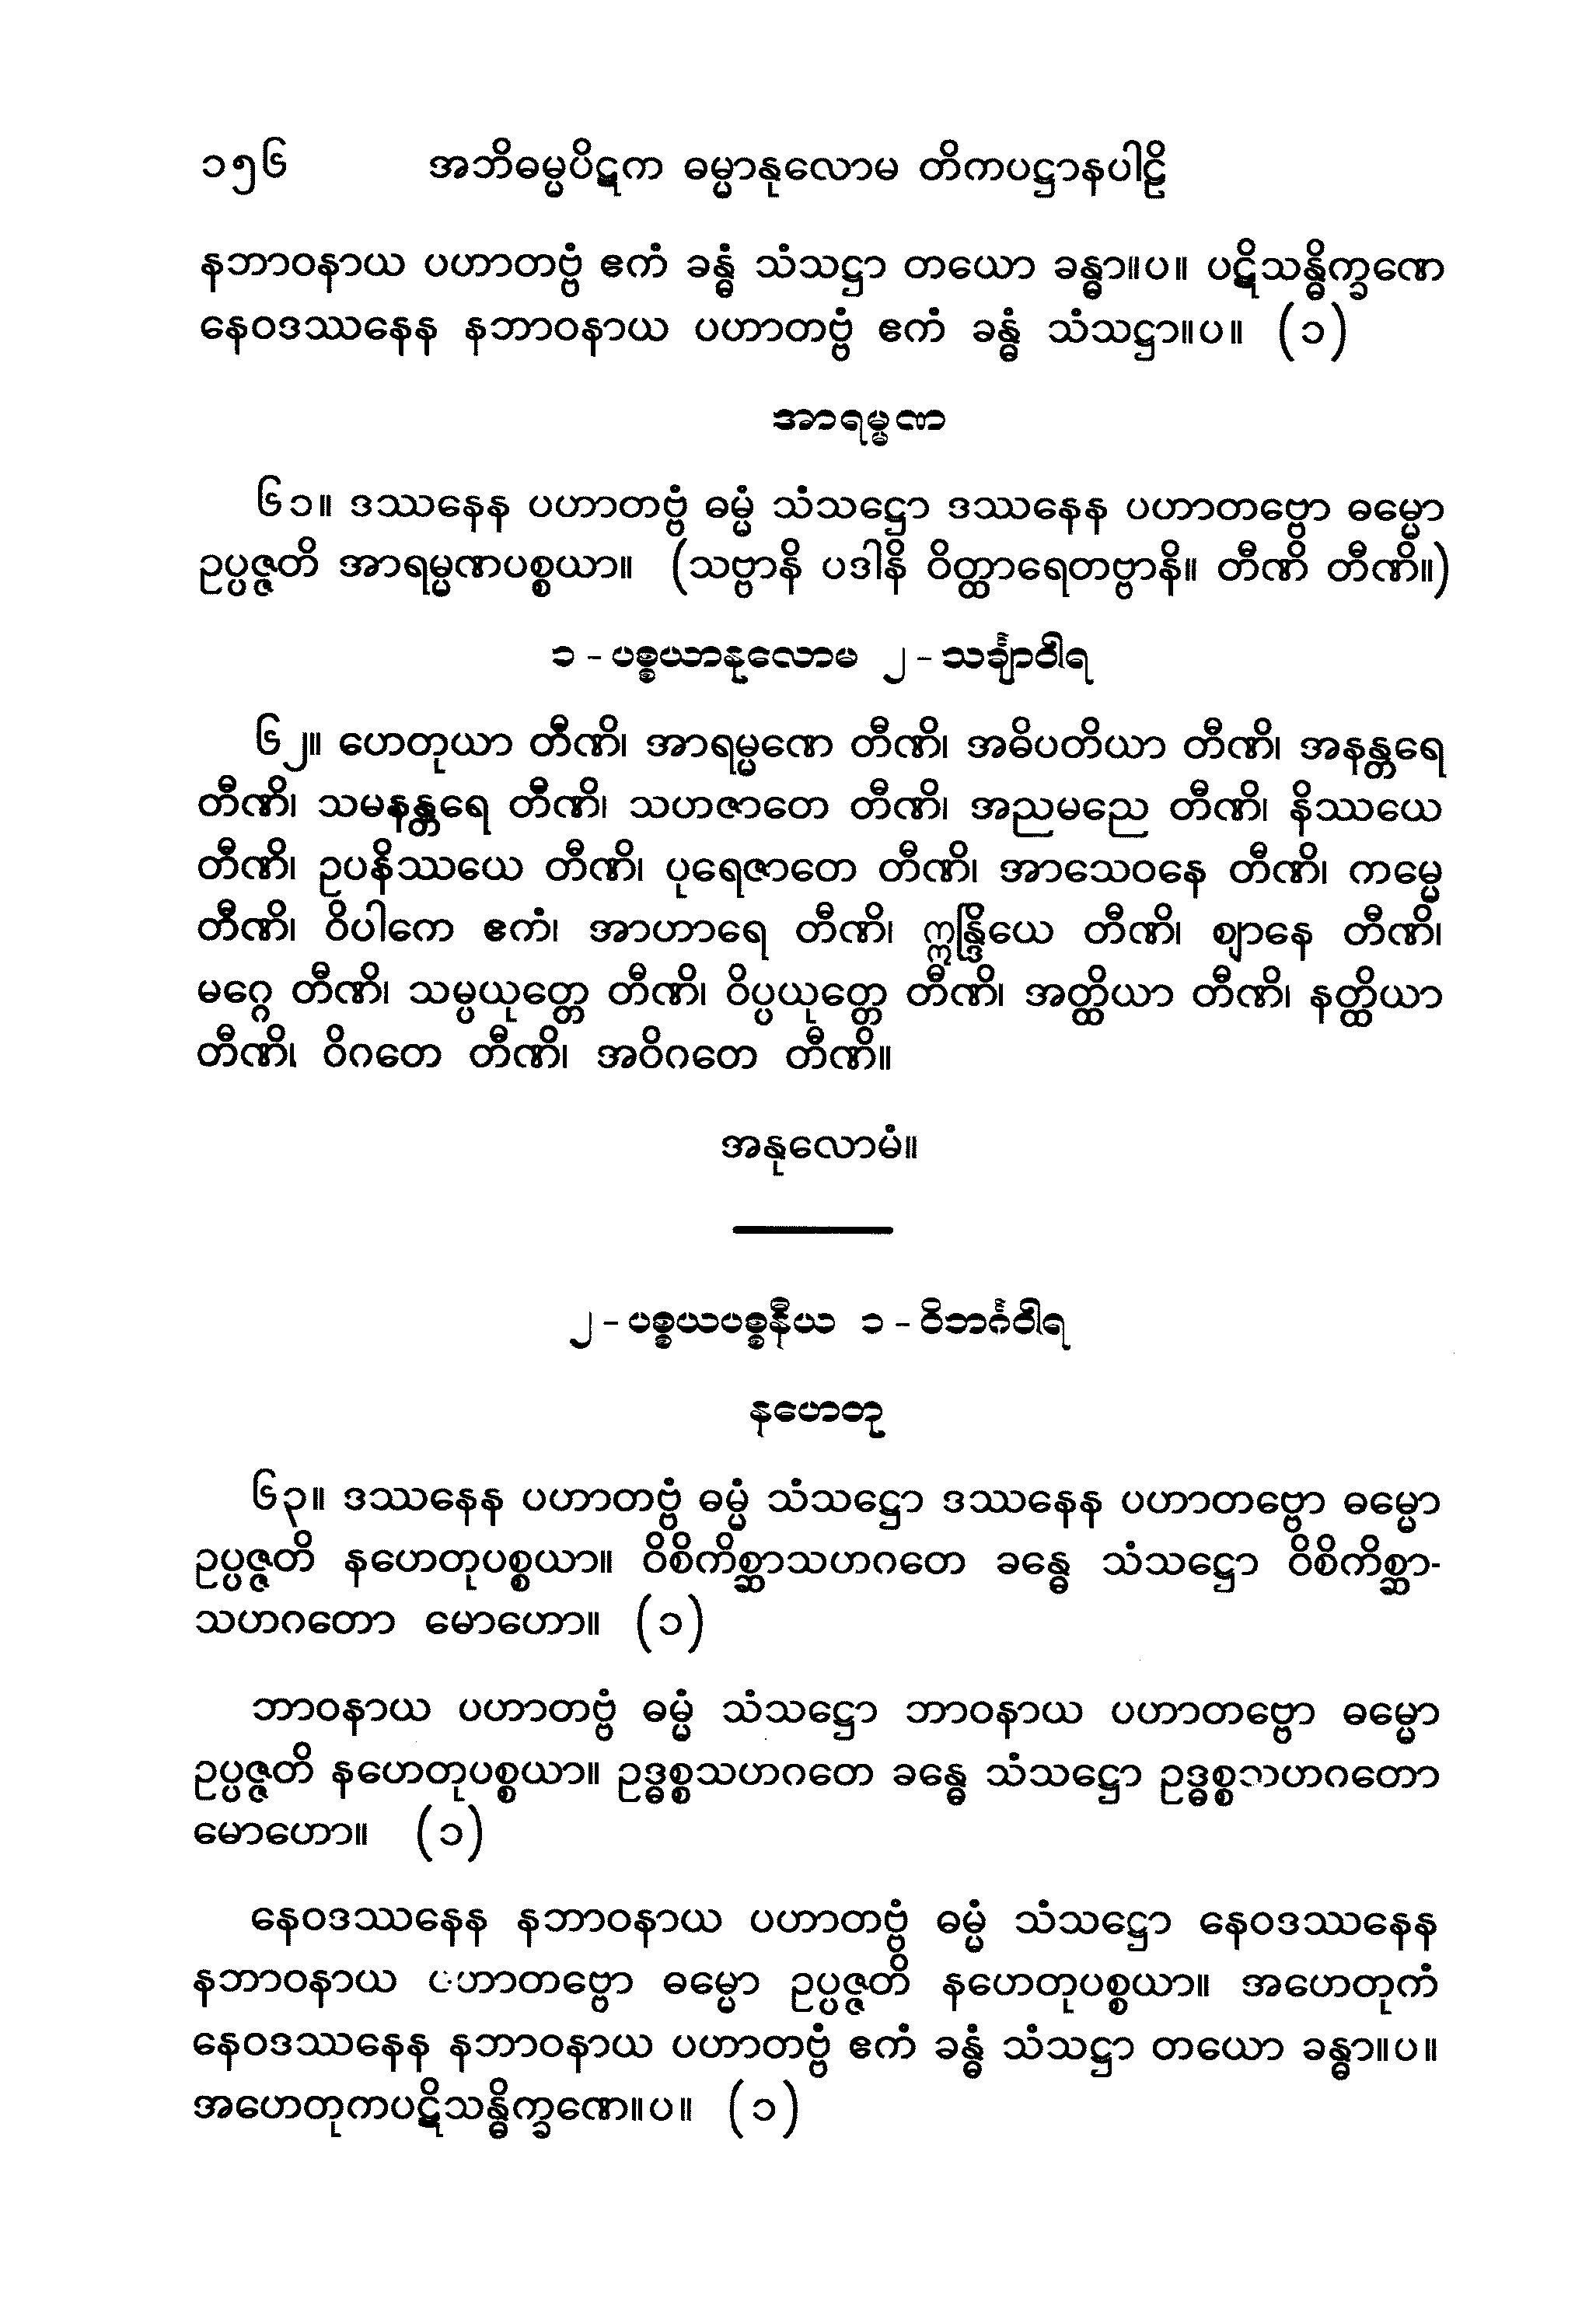 ၁၅၆ အဘိဓမ္မပိဋက ဓမ္မာနုလောမ တိကပဋ္ဌာနပါဠိ
နဘာဝနာယ ပဟာတဗ္ဗံ ဧကံ ခန္ဓံ သံသဋ္ဌာ တယော ခန္ဓာ။ပ။ ပဋိသန္ဓိက္ခဏေ
နေဝဒဿနေန နဘာဝနာယ ပဟာတဗ္ဗံ ဧကံ ခန္ဓံ သံသဋ္ဌာ။ပ။ (၁)
အာရမ္မဏ
၆၁။ ဒဿနေန ပဟာတဗ္ဗံ ဓမ္မံ သံသဋ္ဌော ဒဿနေန ပဟာတဗ္ဗော ဓမ္မော
ဥပ္ပဇ္ဇတိ အာရမ္မဏပစ္စယာ။ (သဗ္ဗာနိ ပဒါနိ ဝိတ္ထာရေတဗ္ဗာနိ။ တီဏိ တီဏိ။)
၁ - ပစ္စယာနုလောမ ၂ - သင်္ချာဝါရ
၆၂။ ဟေတုယာ တီဏိ၊ အာရမ္မဏေ တီဏိ၊ အဓိပတိယာ တီဏိ၊ အနန္တရေ
တီဏိ၊ သမနန္တရေ တီဏိ၊ သဟဇာတေ တီဏိ၊ အညမညေ တီဏိ၊ နိဿယေ
တီဏိ၊ ဥပနိဿယေ တီဏိ၊ ပုရေဇာတေ တီဏိ၊ အာသေဝနေ တီဏိ၊ ကမ္မေ
တီဏိ၊ ဝိပါကေ ဧကံ၊ အာဟာရေ တီဏိ၊ ဣန္ဒြိယေ တီဏိ၊ ဈာနေ တီဏိ၊
မဂ္ဂေ တီဏိ၊ သမ္ပယုတ္တေ တီဏိ၊ ဝိပ္ပယုတ္တေ တီဏိ၊ အတ္ထိယာ တီဏိ၊ နတ္ထိယာ
တီဏိ၊ ဝိဂတေ တီဏိ၊ အဝိဂတေ တီဏိ။
အနုလောမံ။
၂ - ပစ္စယပစ္စနီယ ၁ - ဝိဘင်္ဂဝါရ
နဟေတု
၆၃။ ဒဿနေန ပဟာတဗ္ဗံ ဓမ္မံ သံသဋ္ဌော ဒဿနေန ပဟာတဗ္ဗော ဓမ္မော
ဥပ္ပဇ္ဇတိ နဟေတုပစ္စယာ။ ဝိစိကိစ္ဆာသဟဂတေ ခန္ဓေ သံသဋ္ဌော ဝိစိကိစ္ဆာ-
သဟဂတော မောဟော။ (၁)
ဘာဝနာယ ပဟာတဗ္ဗံ ဓမ္မံ သံသဋ္ဌော ဘာဝနာယ ပဟာတဗ္ဗော ဓမ္မော
ဥပ္ပဇ္ဇတိ နဟေတုပစ္စယာ။ ဥဒ္ဓစ္စသဟဂတေ ခန္ဓေ သံသဋ္ဌော ဥဒ္ဓစ္စသဟဂတော
မောဟော။ (၁)
နေဝဒဿနေန နဘာဝနာယ ပဟာတဗ္ဗံ ဓမ္မံ သံသဋ္ဌော နေဝဒဿနေန
နဘာဝနာယ ပဟာတဗ္ဗော ဓမ္မော ဥပ္ပဇ္ဇတိ နဟေတုပစ္စယာ။ အဟေတုကံ
နေဝဒဿနေန နဘာဝနာယ ပဟာတဗ္ဗံ ဧကံ ခန္ဓံ သံသဋ္ဌာ တယော ခန္ဓာ။ပ။
အဟေတုကပဋိသန္ဓိက္ခဏေ။ပ။ (၁)